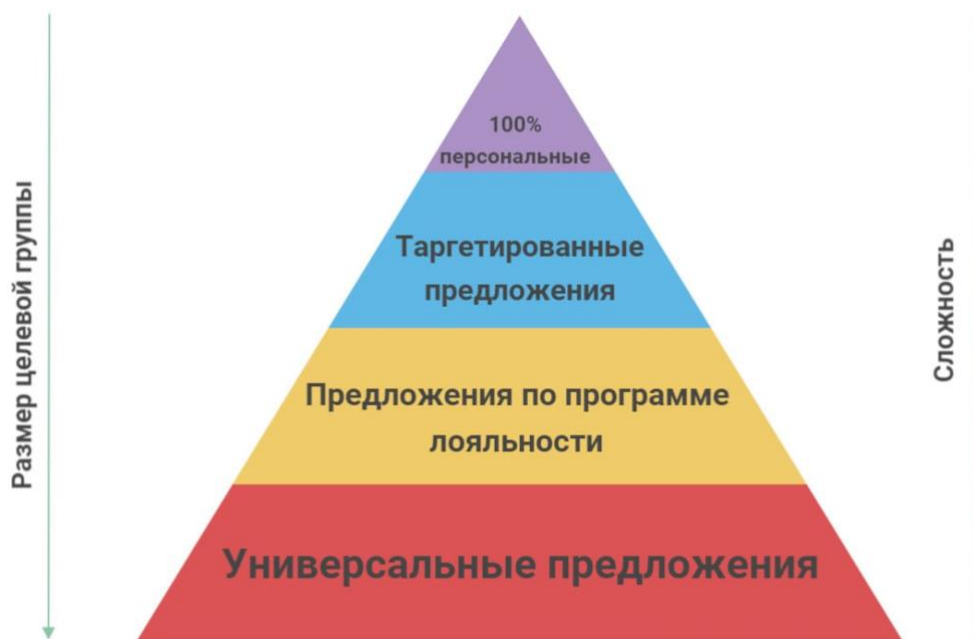 100%
персональные
Таргетированные
предложения
Предложения по программе
лояльности
Универсальные предложения
Размер целевой группы
Сложность